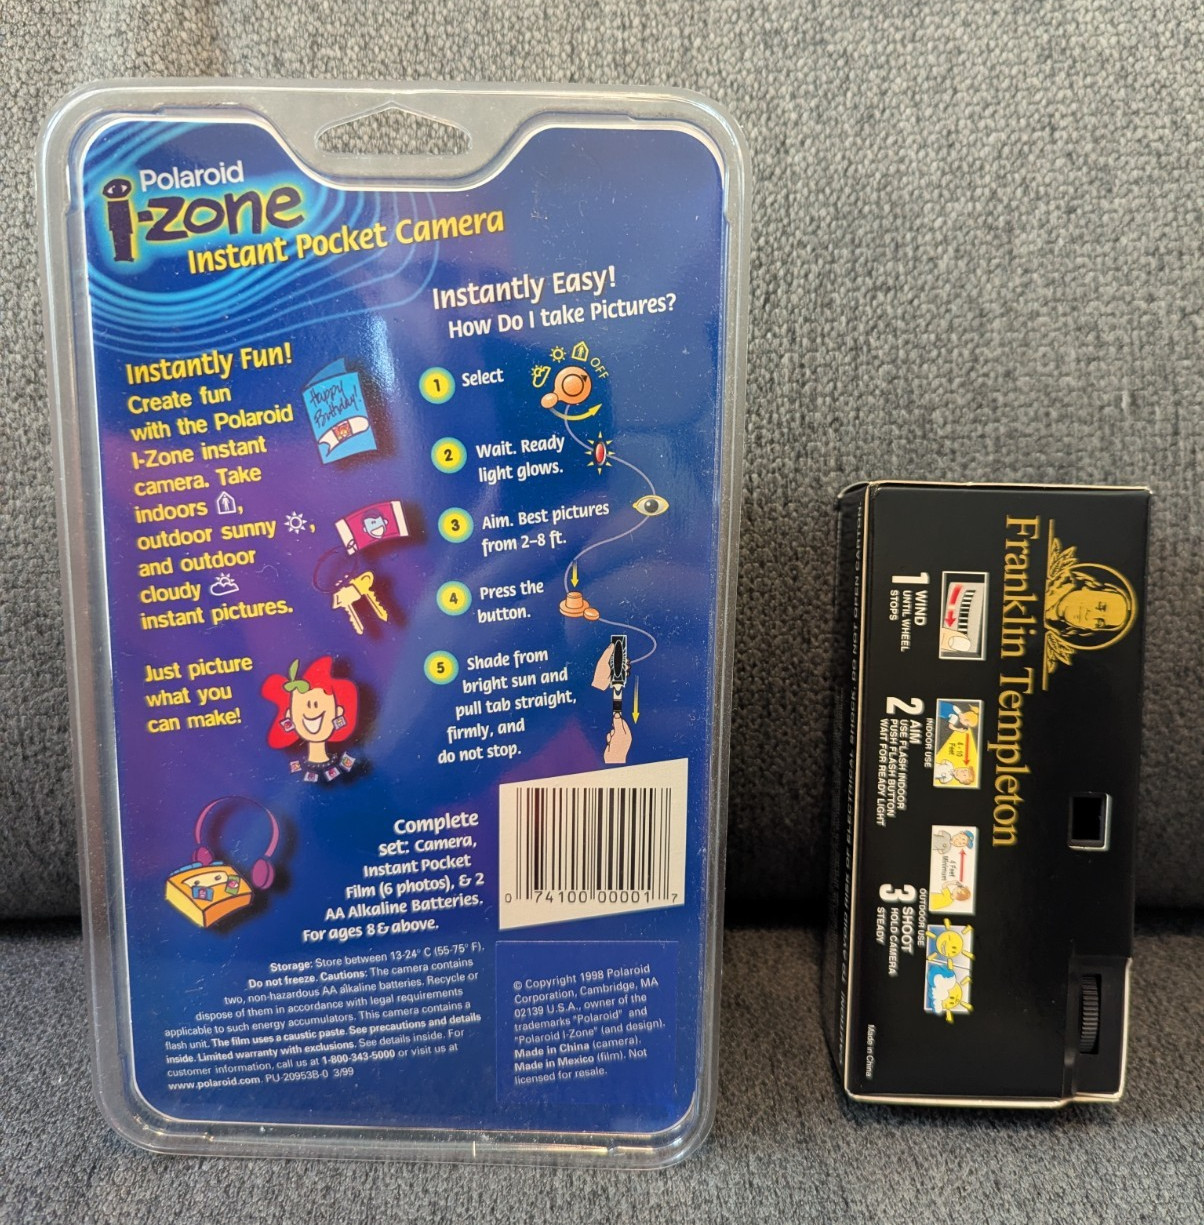 Polaroid
i-zone
Instant Pocket Camera
Instantly Fun!
Create fun
with the Polaroid
I-Zone instant
camera. Take
indoors ,
outdoor sunny ,
and outdoor
cloudy
instant pictures.
Just picture
what you
can make!
Happy
Birthday!
Instantly Easy!
How Do I take Pictures?
1 Select
OFF
2 Wait. Ready
light glows.
3 Aim. Best pictures
from 2–8 ft.
4 Press the
button.
5 Shade from
bright sun and
pull tab straight,
firmly, and
do not stop.
Complete
set: Camera,
Instant Pocket
Film (6 photos), & 2
AA Alkaline Batteries.
For ages 8 & above.
0 74100 00001 7
Storage: Store between 13-24° C (55-75° F).
Do not freeze. Cautions: The camera contains
two, non-hazardous AA alkaline batteries. Recycle or
dispose of them in accordance with legal requirements
applicable to such energy accumulators. This camera contains a
flash unit. The film uses a caustic paste. See precautions and details
inside. Limited warranty with exclusions. See details inside. For
customer information, call us at 1-800-343-5000 or visit us at
www.polaroid.com. PU-20953B-0 3/99
© Copyright 1998 Polaroid
Corporation, Cambridge, MA
02139 U.S.A., owner of the
trademarks "Polaroid" and
"Polaroid I-Zone" (and design).
Made in China (camera).
Made in Mexico (film). Not
licensed for resale.
Franklin Templeton
1 WIND
UNTIL WHEEL
STOPS
INDOOR USE
2 AIM
USE FLASH INDOOR
PUSH FLASH BUTTON
WAIT FOR READY LIGHT
Feet
4 Feet
Minimum
OUTDOOR USE
3 SHOOT
HOLD CAMERA
STEADY
Made in China
DO NOT OPEN CARTON.